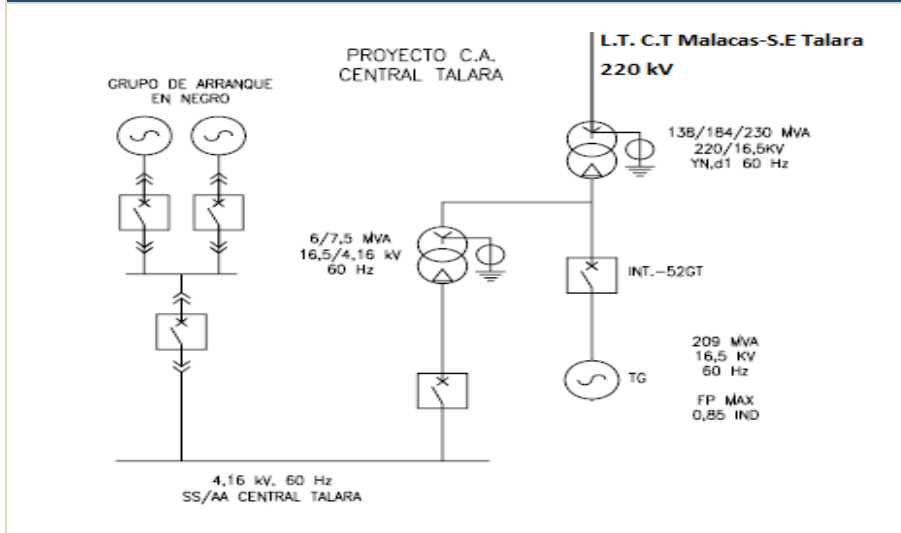 PROYECTO C.A.
CENTRAL TALARA
L.T. C.T Malacas-S.E Talara
220 kV
GRUPO DE ARRANQUE
EN NEGRO
138/184/230 MVA
220/16,5KV
YN,d1 60 Hz
6/7,5 MVA
16,5/4,16 kV
60 Hz
INT.-52GT
209 MVA
16,5 KV
60 Hz
TG
FP MAX
0,85 IND
4,16 kV, 60 Hz
SS/AA CENTRAL TALARA